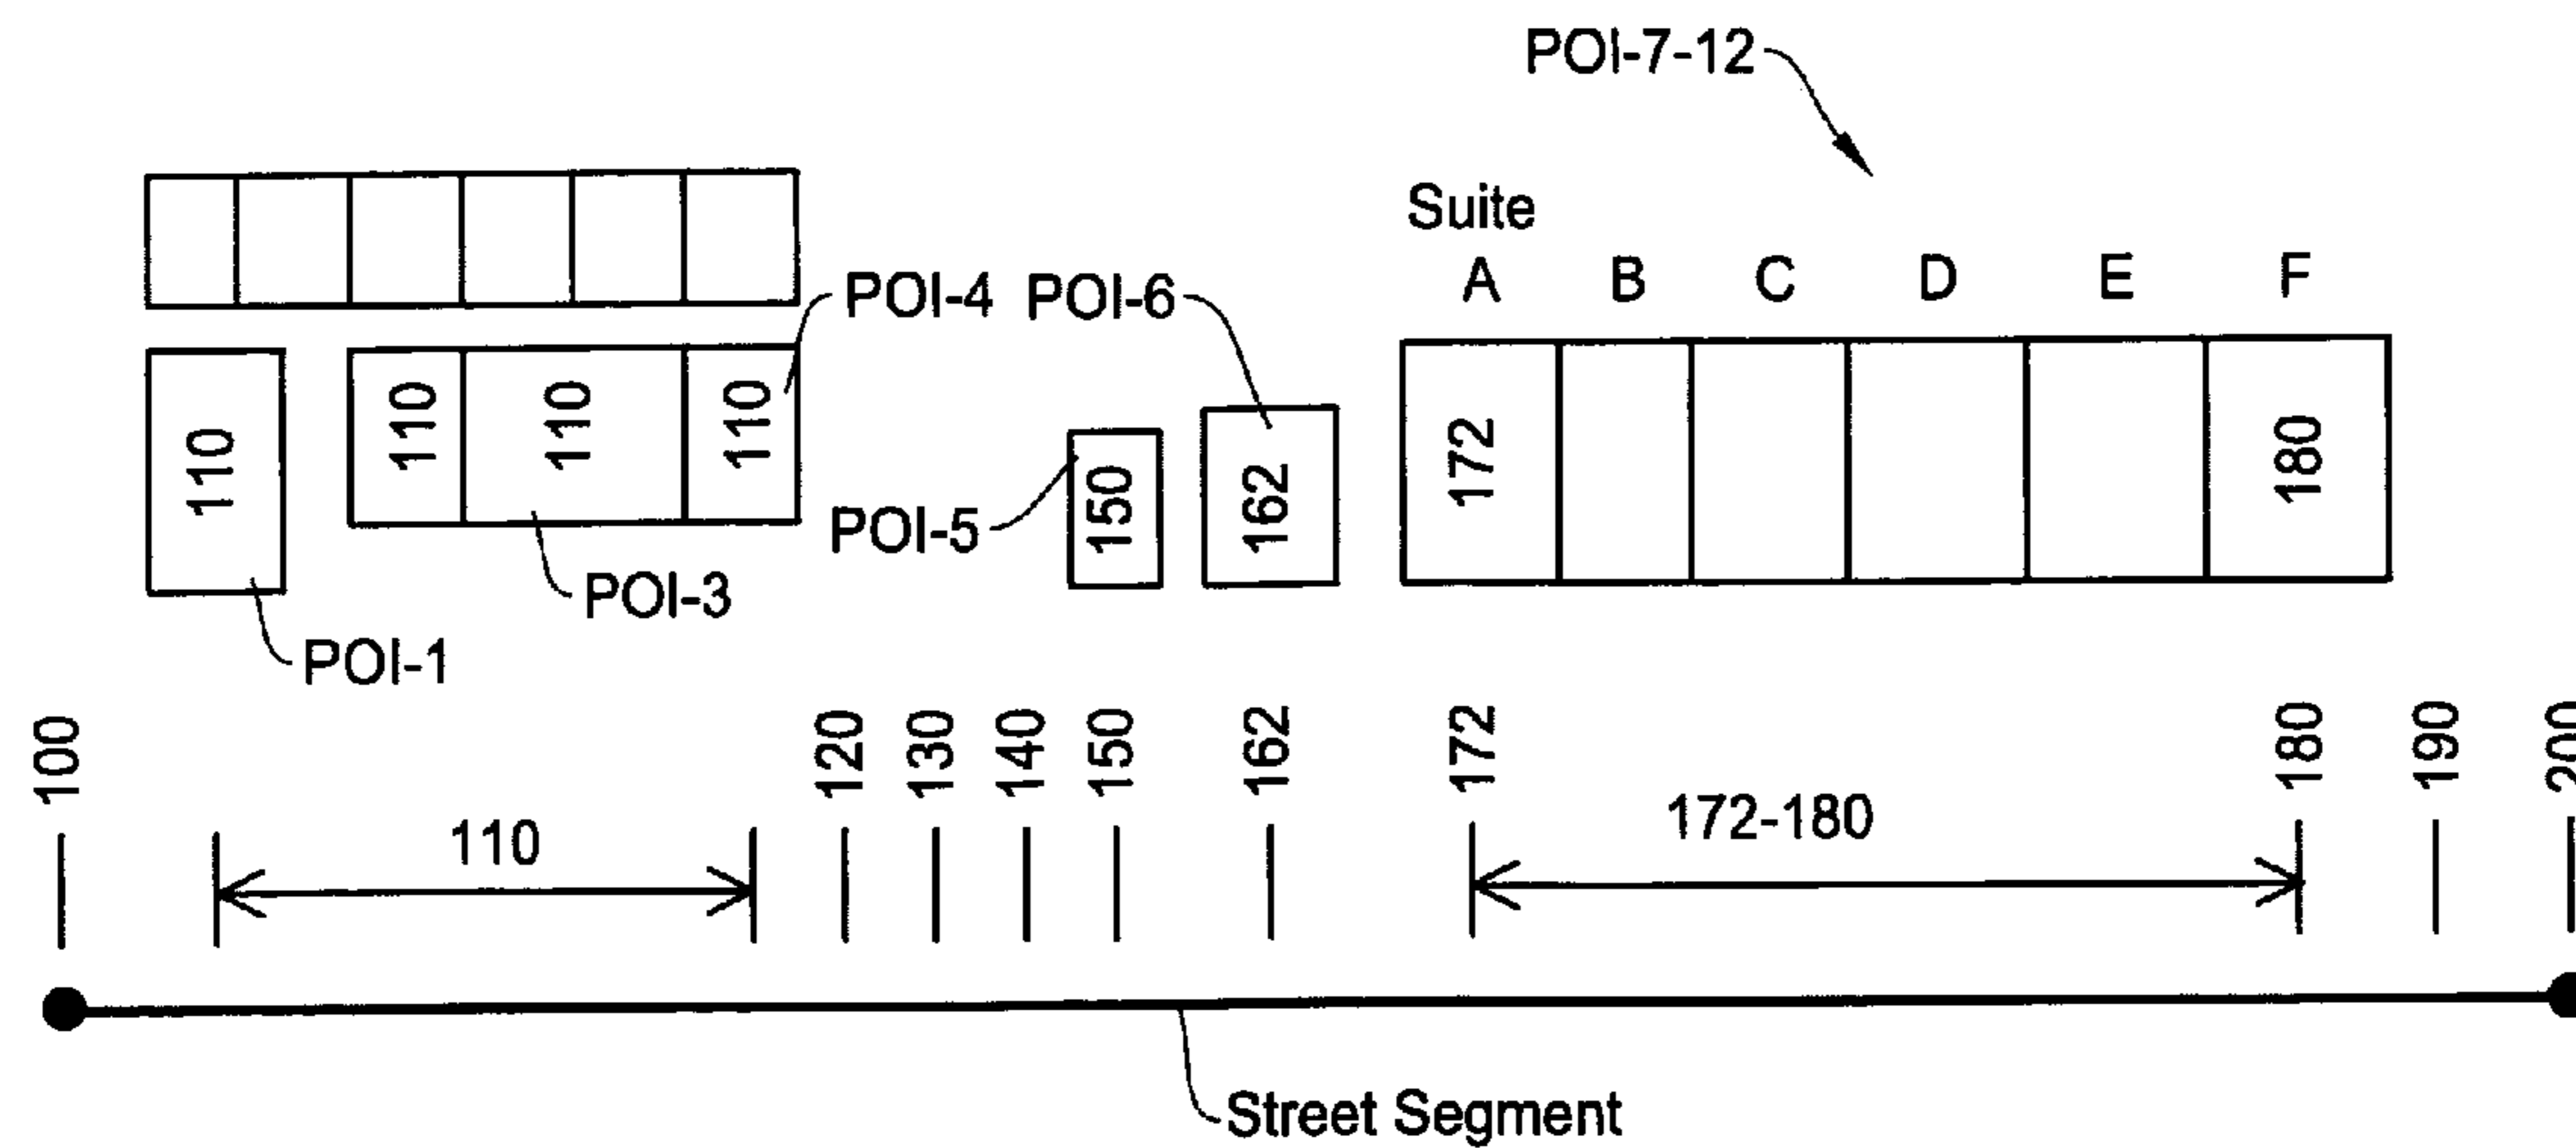 POI-7-12
Suite
A B C D E F
POI-4 POI-6
110 110 110 110 150 162 172 180
POI-5
POI-3
POI-1
100 120 130 140 150 162 172 180 190 200
110 172-180
Street Segment